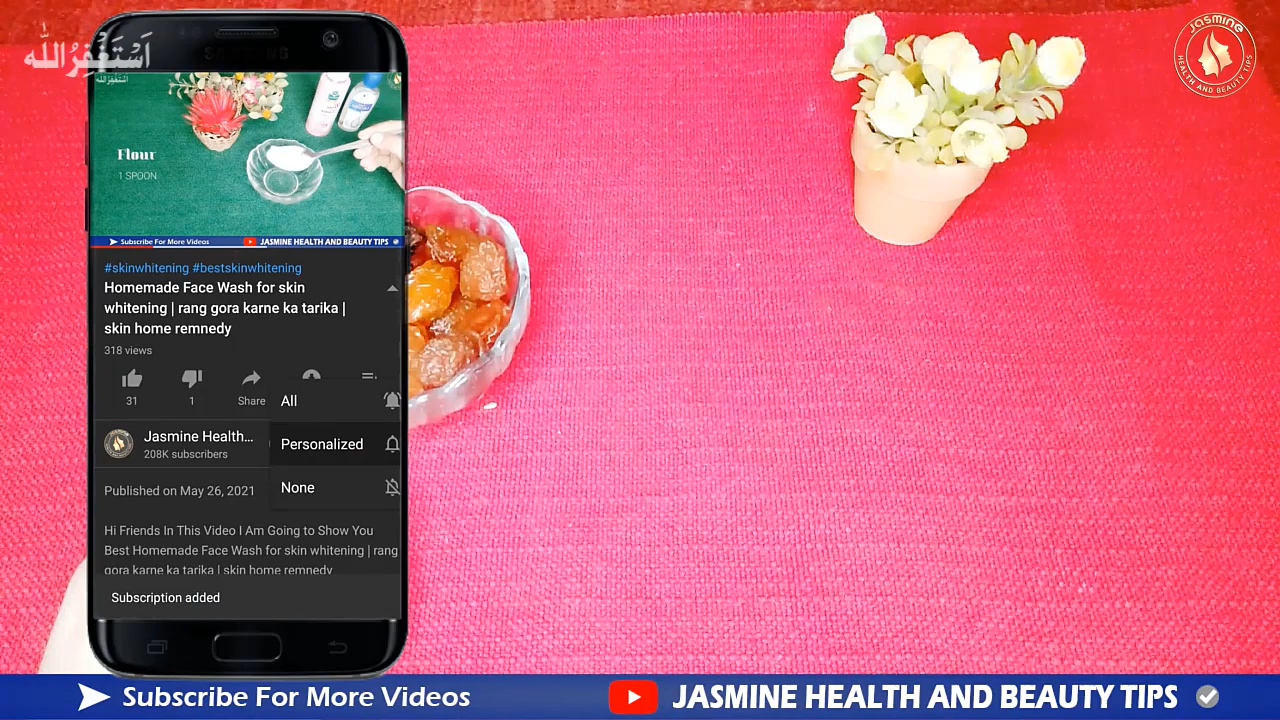 أَسْتَغْفِرُالله
SAMSUNG
أَسْتَغْفِرُالله
Flour
1 SPOON
Subscribe For More Videos
JASMINE HEALTH AND BEAUTY TIPS
#skinwhitening #bestskinwhitening
Homemade Face Wash for skin
whitening | rang gora karne ka tarika |
skin home remnedy
318 views
31
1
Share
All
Jasmine Health...
208K subscribers
Personalized
None
Published on May 26, 2021
Hi Friends In This Video I Am Going to Show You
Best Homemade Face Wash for skin whitening | rang
gora karne ka tarika | skin home remnedy
Subscription added
Jasmine
HEALTH AND BEAUTY TIPS
Subscribe For More Videos
JASMINE HEALTH AND BEAUTY TIPS